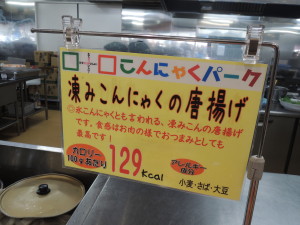 こんにゃくパーク
凍みこんにゃくの唐揚げ
◎氷こんにゃくとも言われる、凍みこんの唐揚げ
です。食感はお肉の様でおつまみとしても
最高です！
カロリー
100gあたり
129
Kcal
アレルギー
成分
小麦・さば・大豆